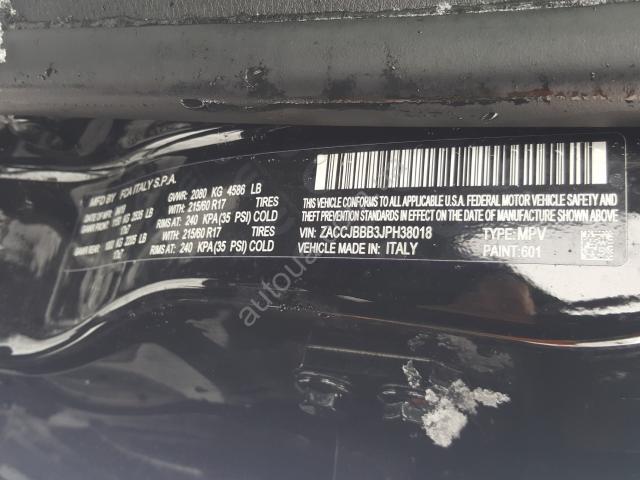 MFD BY FCA ITALY S.P.A.
GVWR: 2080 KG 4586 LB
WITH: 215/60 R17 TIRES
RIMS AT: 240 KPA(35 PSI) COLD
WITH: 215/60 R17 TIRES
RIMS AT: 240 KPA(35 PSI) COLD
THIS VEHICLE CONFORMS TO ALL APPLICABLE U.S.A. FEDERAL MOTOR VEHICLE SAFETY
STANDARDS IN EFFECT ON THE DATE OF MANUFACTURE SHOWN ABOVE.
VIN: ZACCJBBB3JPH38018 TYPE: MPV
VEHICLE MADE IN: ITALY PAINT: 601